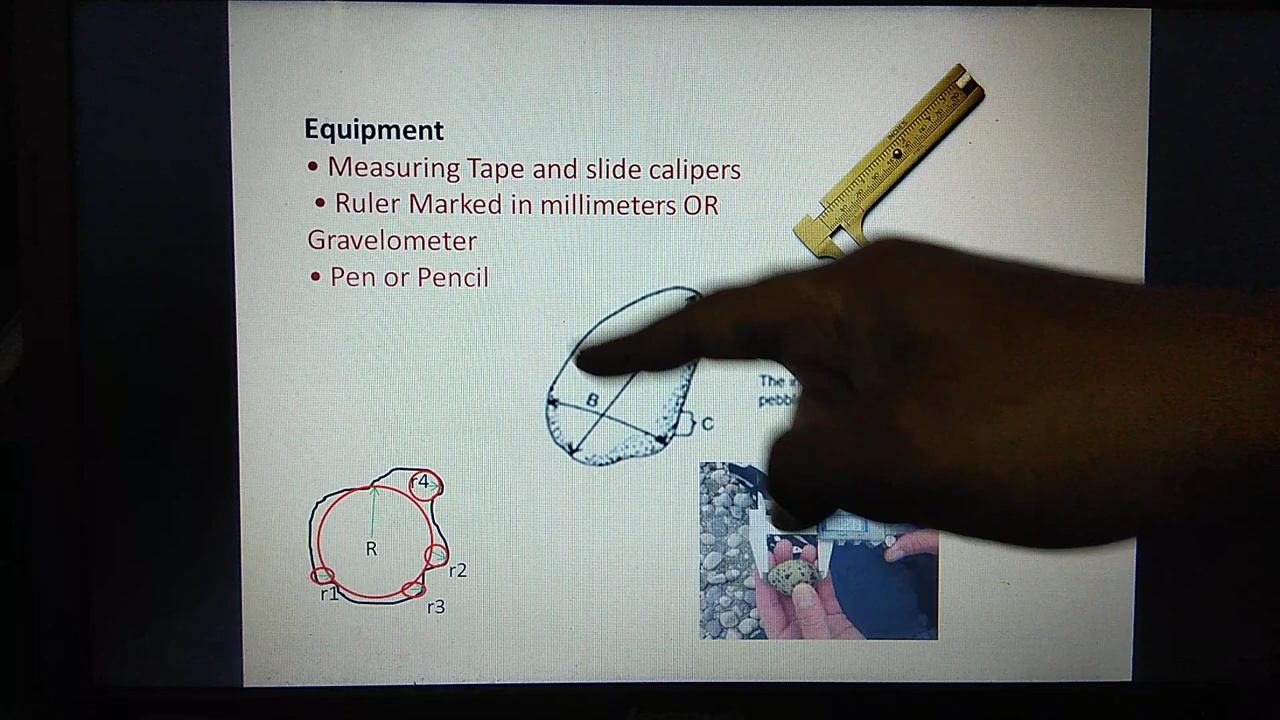 Equipment
• Measuring Tape and slide calipers
• Ruler Marked in millimeters OR
Gravelometer
• Pen or Pencil
B
The
C
r4
R
r2
r1
r3